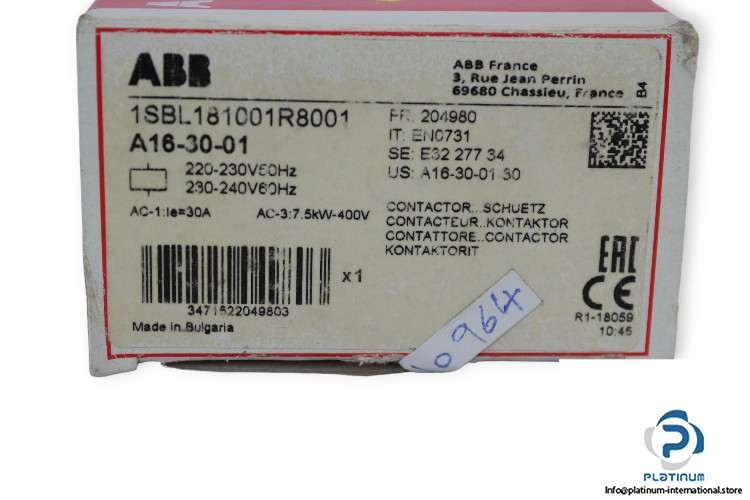 ABB
ABB France
3, Rue Jean Perrin
69680 Chassieu, France
B4
1SBL181001R8001
A16-30-01
220-230V50Hz
230-240V60Hz
AC-1:Ie=30A AC-3:7.5kW-400V
FR: 204980
IT: EN0731
SE: E32 277 34
US: A16-30-01-30
CONTACTOR...SCHUETZ
CONTACTEUR..KONTAKTOR
CONTATTORE..CONTACTOR
KONTAKTORIT
x1
3471522049803
Made in Bulgaria
EAC
CE
R1-18059
10:45
0964
PLATINUM
Info@platinum-international.store